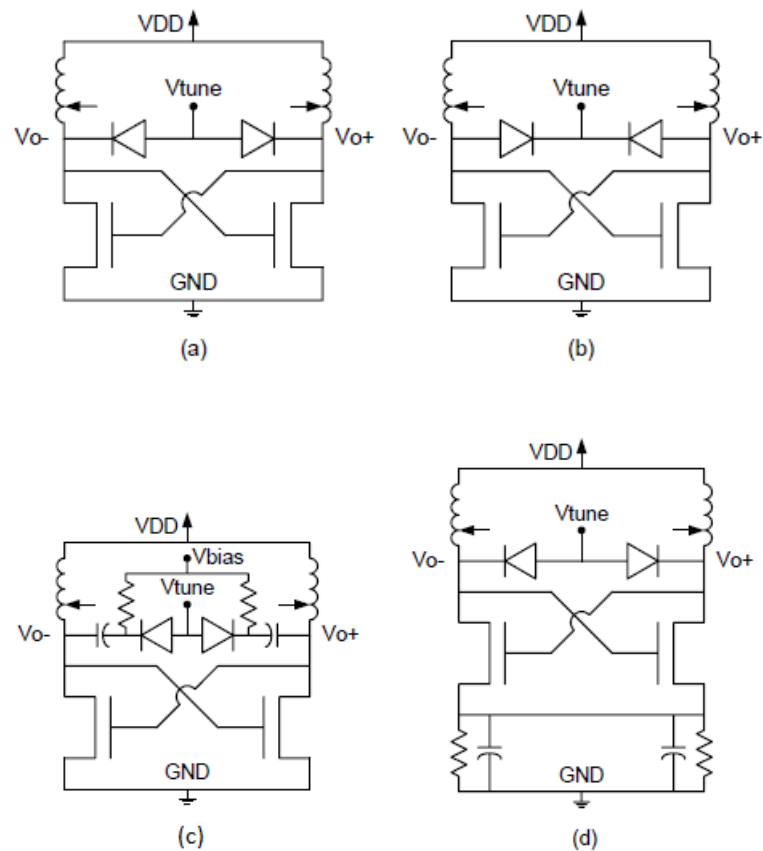 VDD VDD
Vtune Vtune
Vo- Vo+ Vo- Vo+
GND GND
(a) (b)
VDD
VDD
Vbias Vtune
Vtune
Vo- Vo+
Vo- Vo+
GND GND
(c) (d)